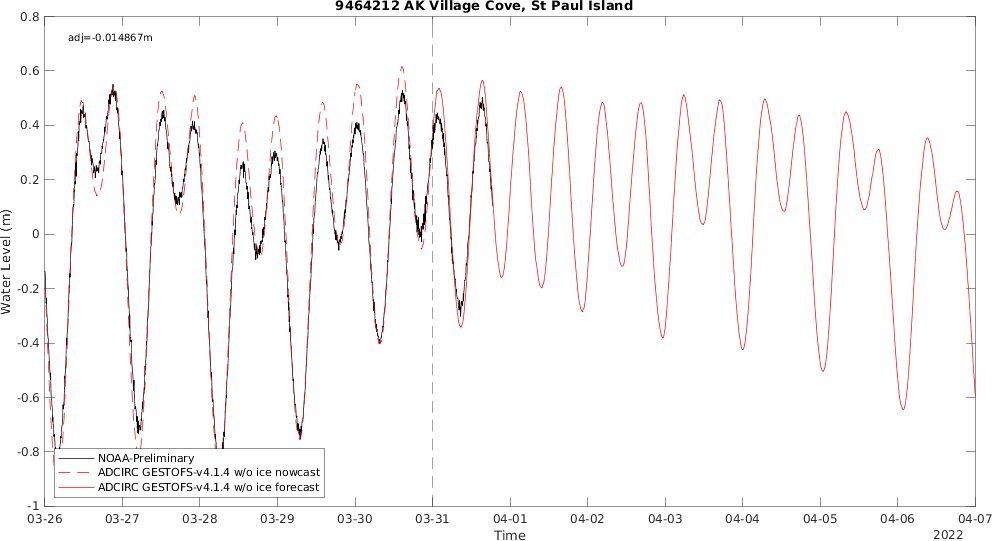 9464212 AK Village Cove, St Paul Island
adj=-0.014867m
0.8
0.6
0.4
0.2
0
-0.2
-0.4
-0.6
-0.8
-1
Water Level (m)
NOAA-Preliminary
ADCIRC GESTOFS-v4.1.4 w/o ice nowcast
ADCIRC GESTOFS-v4.1.4 w/o ice forecast
03-26 03-27 03-28 03-29 03-30 03-31 04-01 04-02 04-03 04-04 04-05 04-06 04-07
Time
2022